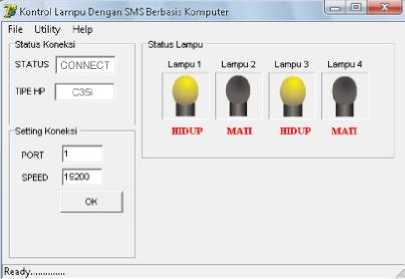 Kontrol Lampu Dengan SMS Berbasis Komputer
File Utility Help
Status Koneksi
STATUS CONNECT
TIPE HP C35i
Setting Koneksi
PORT 1
SPEED 19200
OK
Status Lampu
Lampu 1 Lampu 2 Lampu 3 Lampu 4
HIDUP MATI HIDUP MATI
Ready.............